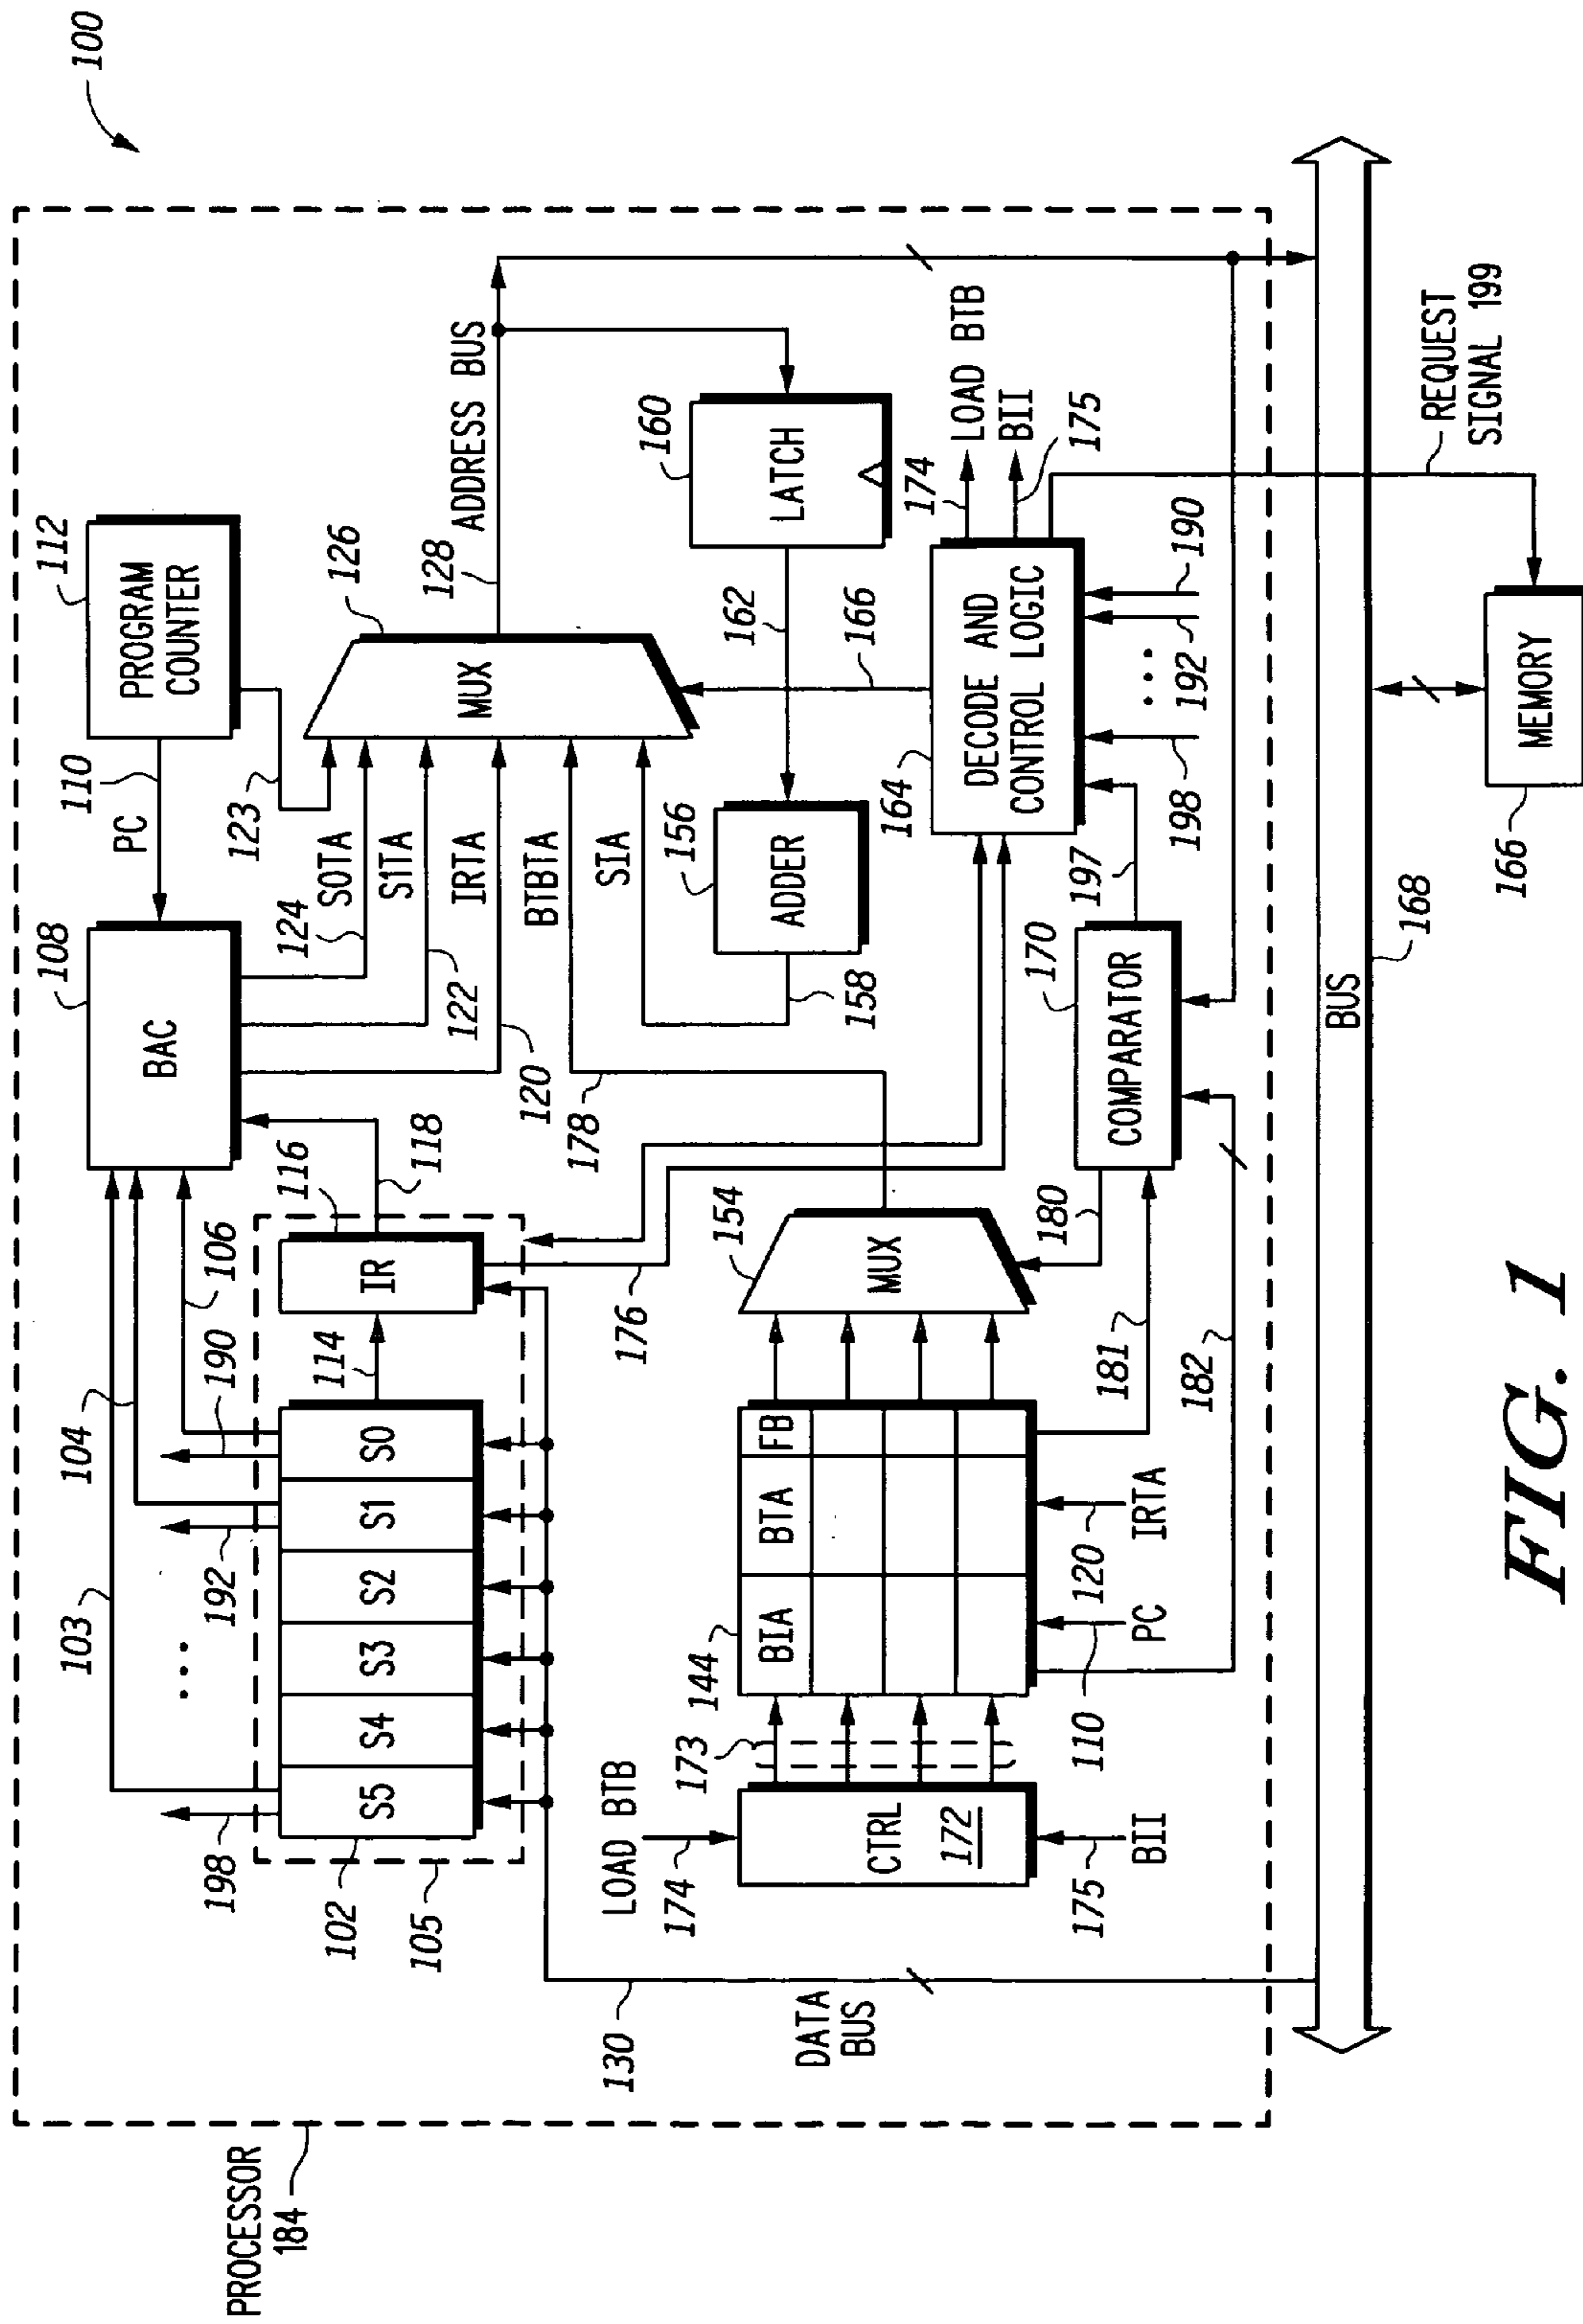 100
PROCESSOR
184
103
104
106
108
BAC
110
PC
112
PROGRAM
COUNTER
198
192
190
...
102
105
S5
S4
S3
S2
S1
S0
114
IR
116
118
176
123
124
S0TA
S1TA
122
IRTA
120
BTBTA
178
SIA
MUX
126
128
ADDRESS BUS
160
LATCH
162
156
ADDER
158
166
130
DATA
BUS
LOAD BTB
174
CTRL
172
175
BII
173
144
BIA
BTA
FB
110
PC
120
IRTA
154
MUX
180
181
182
170
COMPARATOR
197
164
DECODE AND
CONTROL LOGIC
174
LOAD BTB
BII
175
198
...
192
190
BUS
168
REQUEST
SIGNAL 199
MEMORY
166
FIG. 1